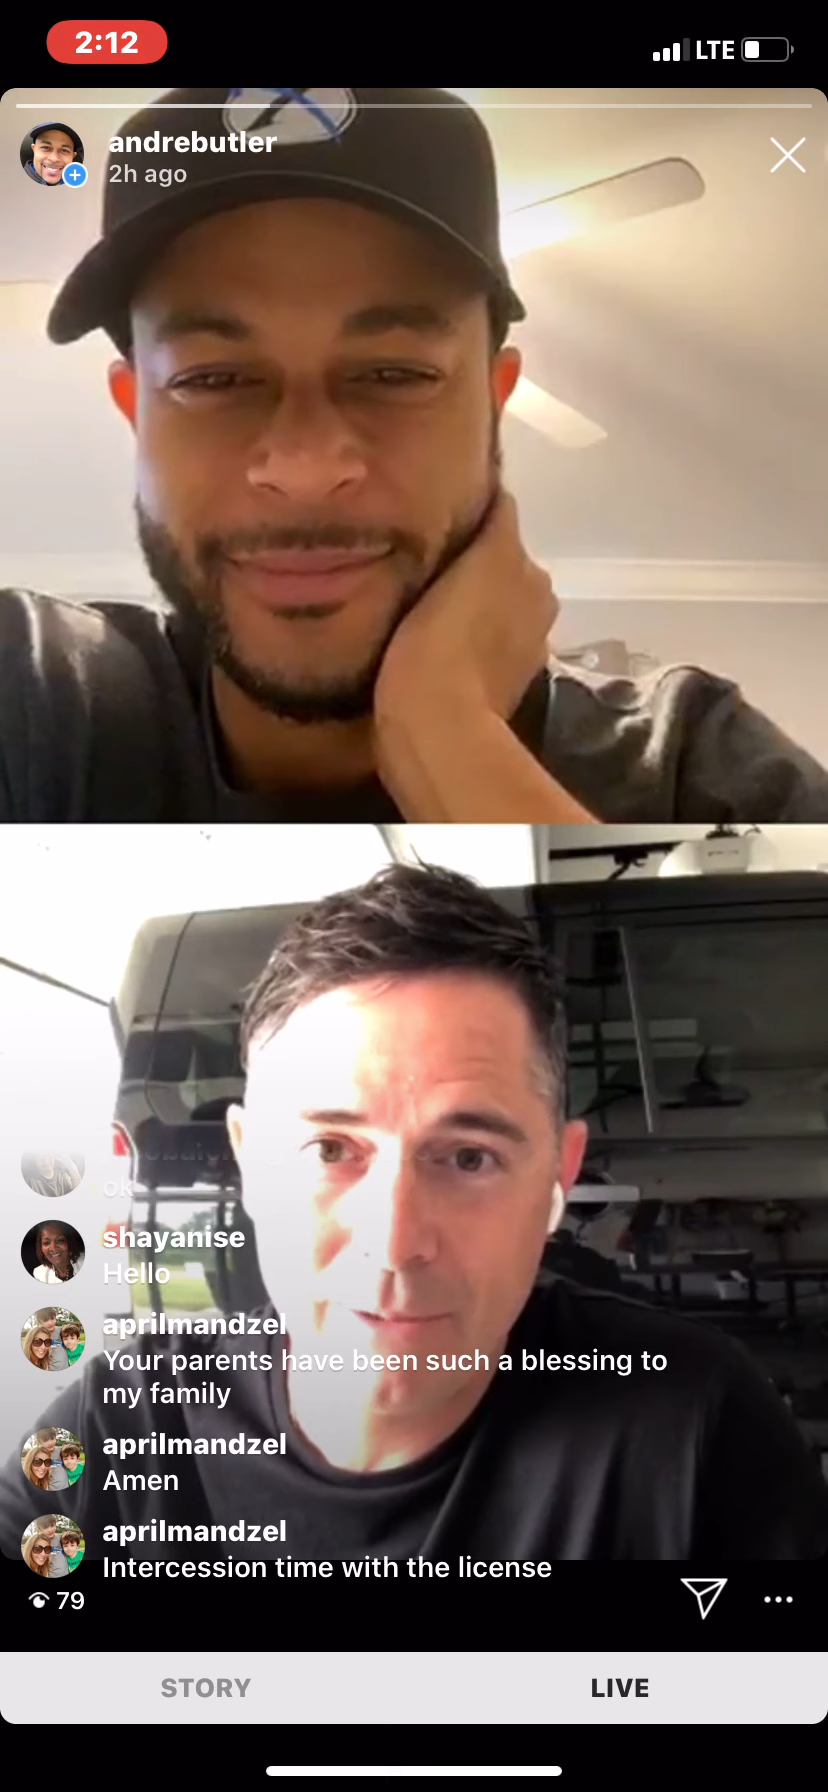 2:12
LTE
andrebutler
2h ago
ok
shayanise
Hello
aprilmandzel
Your parents have been such a blessing to
my family
aprilmandzel
Amen
aprilmandzel
Intercession time with the license
79
STORY
LIVE